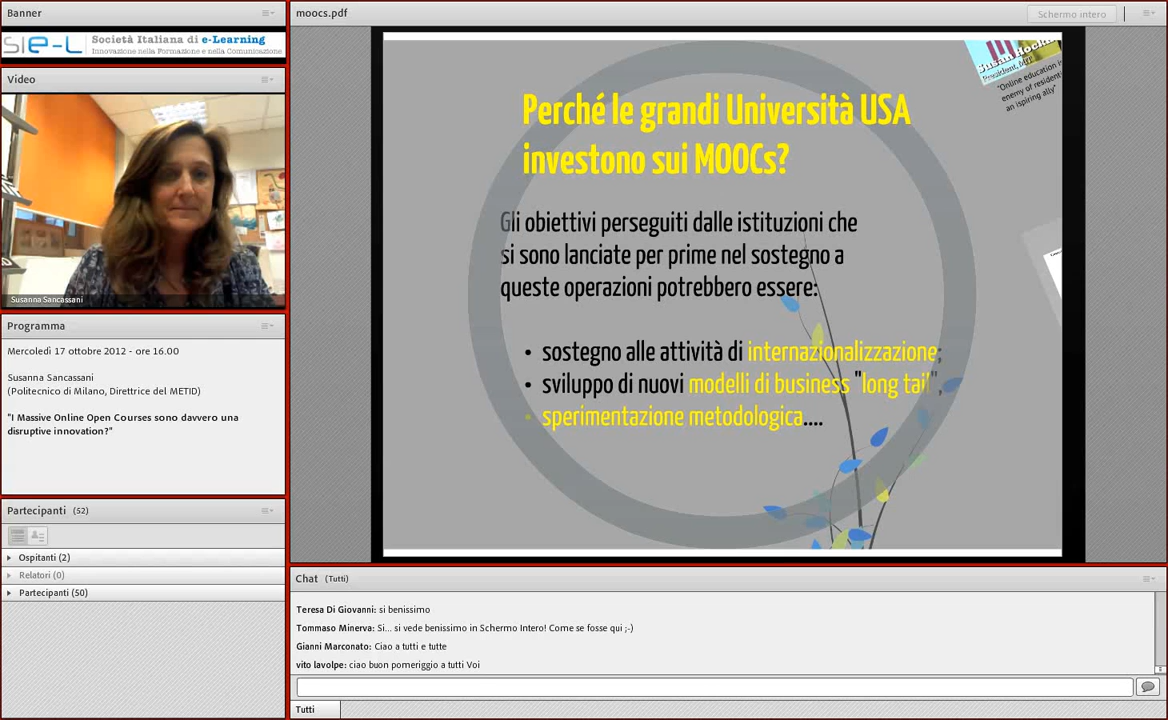 Banner
SIe-L Società Italiana di e-Learning
Innovazione nella Formazione e nella Comunicazione
Video
Susanna Sancassani
Programma
Mercoledì 17 ottobre 2012 - ore 16.00
Susanna Sancassani
(Politecnico di Milano, Direttrice del METID)
"I Massive Online Open Courses sono davvero una
disruptive innovation?"
Partecipanti (52)
Ospitanti (2)
Relatori (0)
Partecipanti (50)
moocs.pdf
Schermo intero
Susan Hockfield
President, MIT
"Online education is
enemy of resident
an inspiring ally"
Perché le grandi Università USA
investono sui MOOCs?
Gli obiettivi perseguiti dalle istituzioni che
si sono lanciate per prime nel sostegno a
queste operazioni potrebbero essere:
• sostegno alle attività di internazionalizzazione;
• sviluppo di nuovi modelli di business "long tail",
• sperimentazione metodologica....
Chat (Tutti)
Teresa Di Giovanni: si benissimo
Tommaso Minerva: Si... si vede benissimo in Schermo Intero! Come se fosse qui ;-)
Gianni Marconato: Ciao a tutti e tutte
vito lavolpe: ciao buon pomeriggio a tutti Voi
Tutti